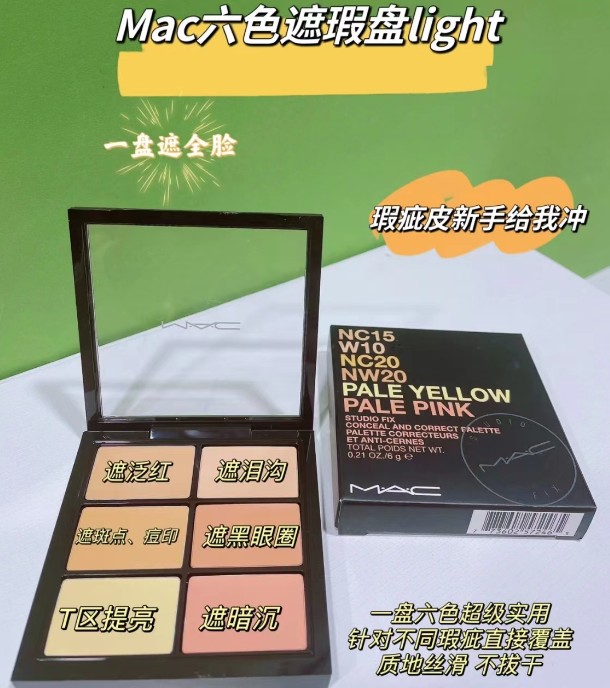 Mac六色遮瑕盘light
一盘遮全脸
瑕疵皮新手给我冲
M·A·C
NC15
W10
NC20
NW20
PALE YELLOW
PALE PINK
STUDIO FIX
CONCEAL AND CORRECT PALETTE
PALETTE CORRECTEURS
ET ANTI-CERNES
TOTAL POIDS NET WT.
0.21 OZ./6 g ℮
M·A·C
M·A·C
遮泛红
遮泪沟
遮斑点、痘印
遮黑眼圈
T区提亮
遮暗沉
一盘六色超级实用
针对不同瑕疵直接覆盖
质地丝滑 不拔干